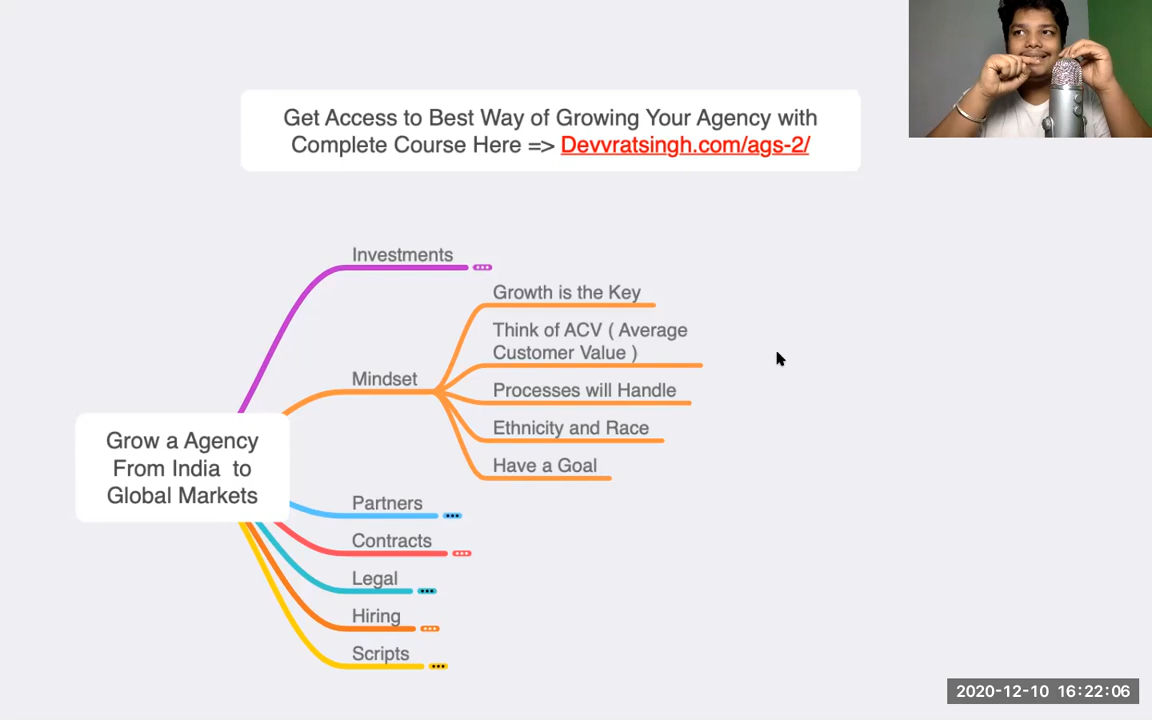 Get Access to Best Way of Growing Your Agency with
Complete Course Here => Devvratsingh.com/ags-2/
Investments
Growth is the Key
Think of ACV ( Average
Customer Value )
Mindset
Processes will Handle
Ethnicity and Race
Have a Goal
Grow a Agency
From India to
Global Markets
Partners
Contracts
Legal
Hiring
Scripts
2020-12-10 16:22:06